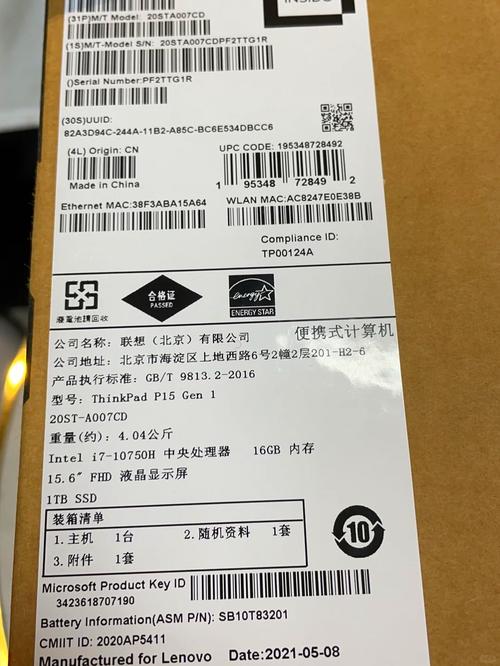 (31P)M/T Model: 20STA007CD
(1S)M/T-Model S/N: 20STA007CDPF2TTG1R
()Serial Number:PF2TTG1R
(30S)UUID:
82A3D94C-244A-11B2-A85C-BC6E534DBCC6
(4L) Origin: CN
UPC CODE: 195348728492
Made in China
1 95348 72849 2
Ethernet MAC:38F3ABA15A64
WLAN MAC:AC8247E0E38B
Compliance ID:
TP00124A
廢電池請回收
合格证
PASSED
energy
ENERGY STAR
公司名称: 联想（北京）有限公司
便携式计算机
公司地址: 北京市海淀区上地西路6号2幢2层201-H2-6
产品执行标准: GB/T 9813.2-2016
型号: ThinkPad P15 Gen 1
20ST-A007CD
重量(约): 4.04公斤
Intel i7-10750H 中央处理器 16GB 内存
15.6" FHD 液晶显示屏
1TB SSD
装箱清单
1.主机 1台 2.随机资料 1套
3.附件 1套
10
Microsoft Product Key ID
3423618707190
Battery Information(ASM P/N): SB10T83201
CMIIT ID: 2020AP5411
Manufactured for Lenovo Date:2021-05-08